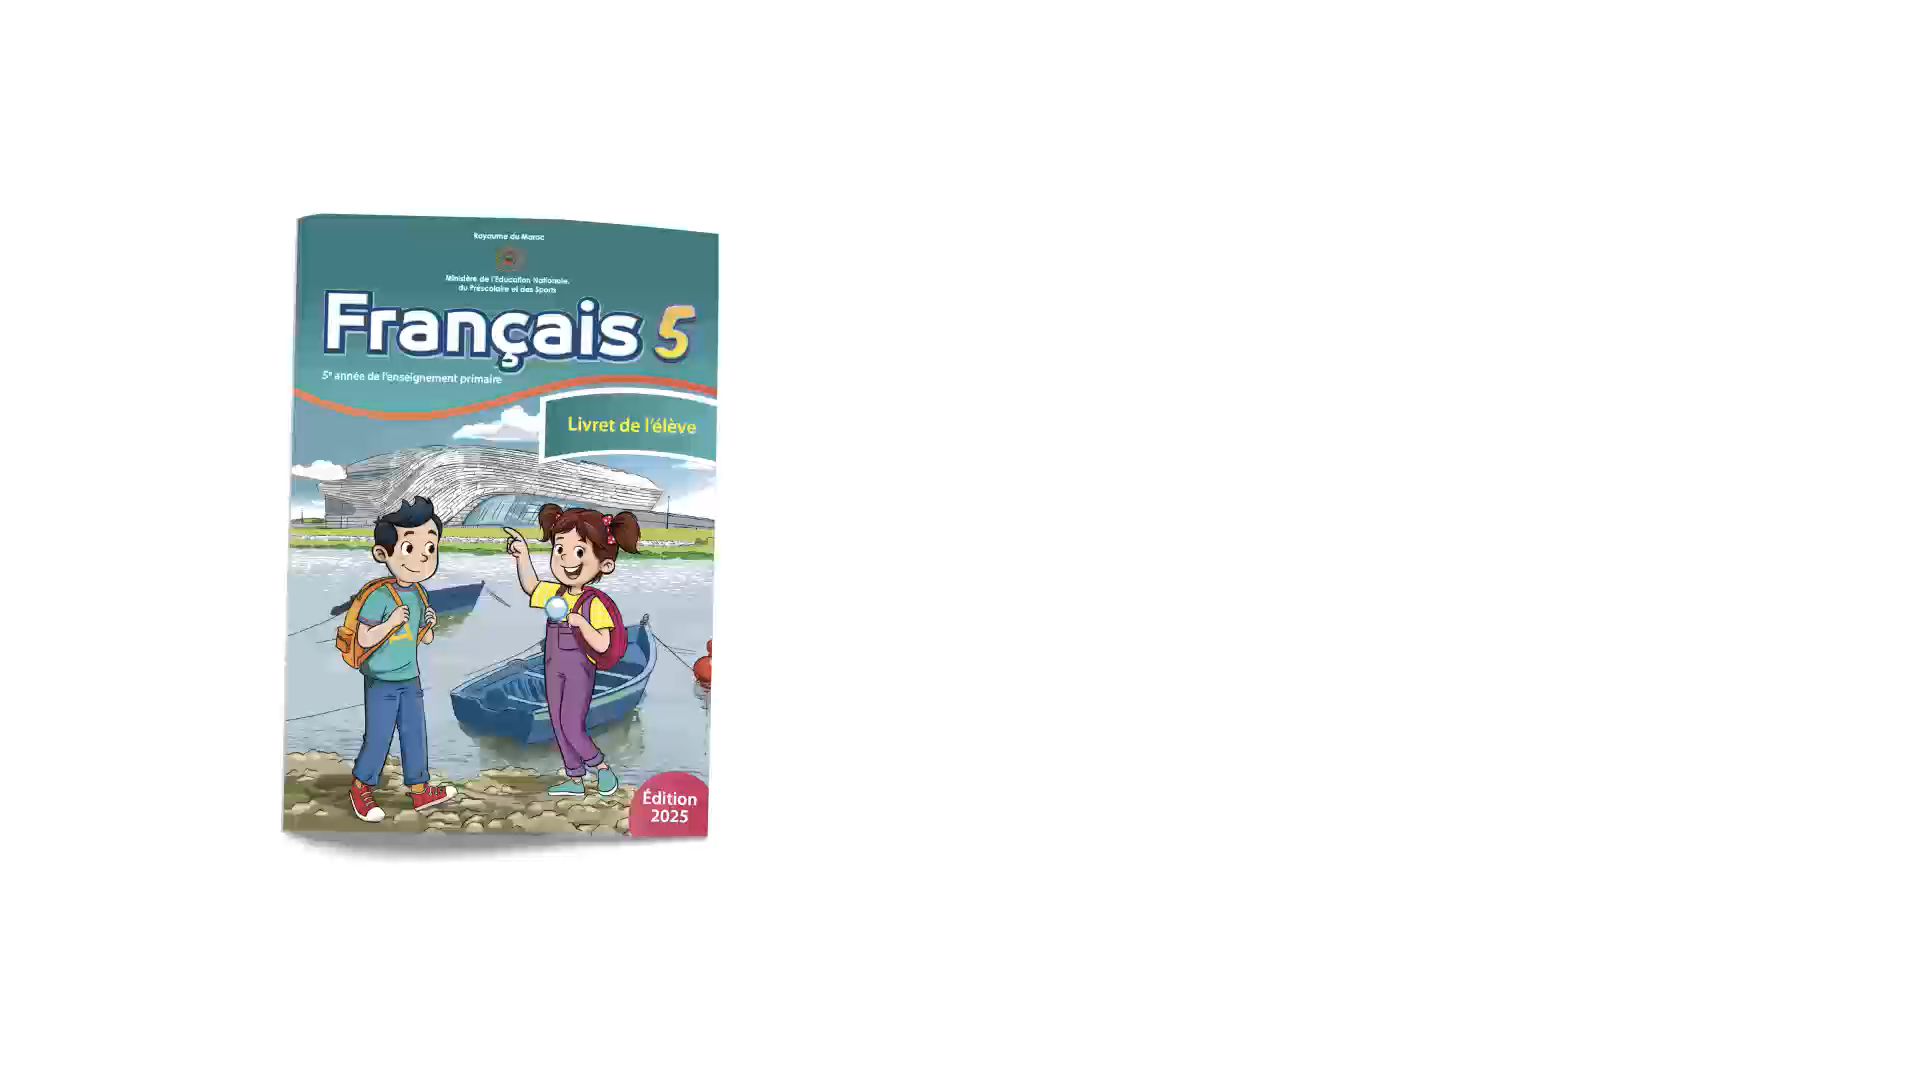 Royaume du Maroc
Ministère de l'Éducation Nationale,
du Préscolaire et des Sports
Français 5
5e année de l'enseignement primaire
Livret de l'élève
Édition
2025